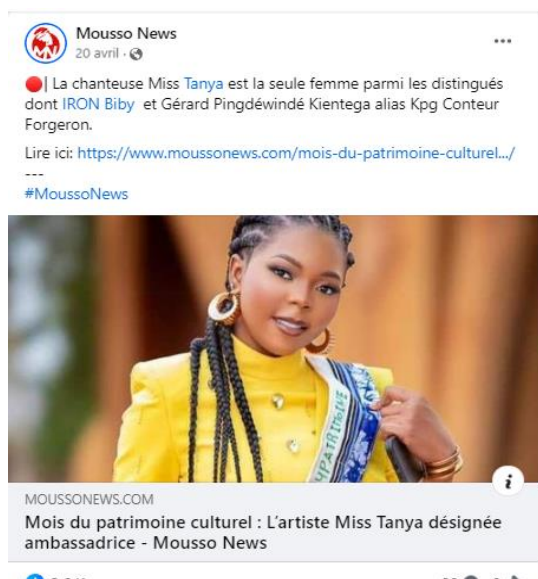 Mousso News
20 avril ·
| La chanteuse Miss Tanya est la seule femme parmi les distingués
dont IRON Biby et Gérard Pingdéwindé Kientega alias Kpg Conteur
Forgeron.
Lire ici: https://www.moussonews.com/mois-du-patrimoine-culturel.../
---
#MoussoNews
PATRIMOINE
i
MOUSSONEWS.COM
Mois du patrimoine culturel : L'artiste Miss Tanya désignée
ambassadrice - Mousso News